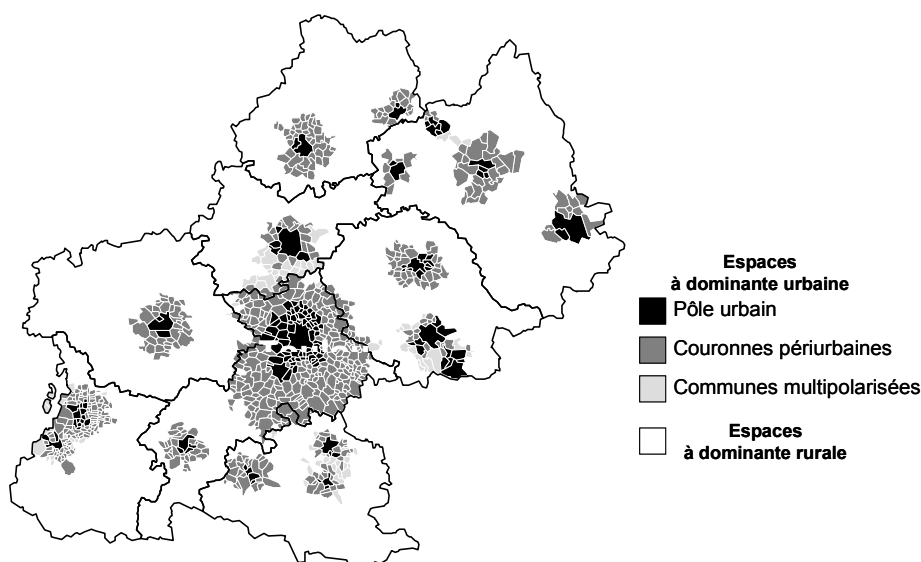 Espaces
à dominante urbaine
Pôle urbain
Couronnes périurbaines
Communes multipolarisées
Espaces
à dominante rurale